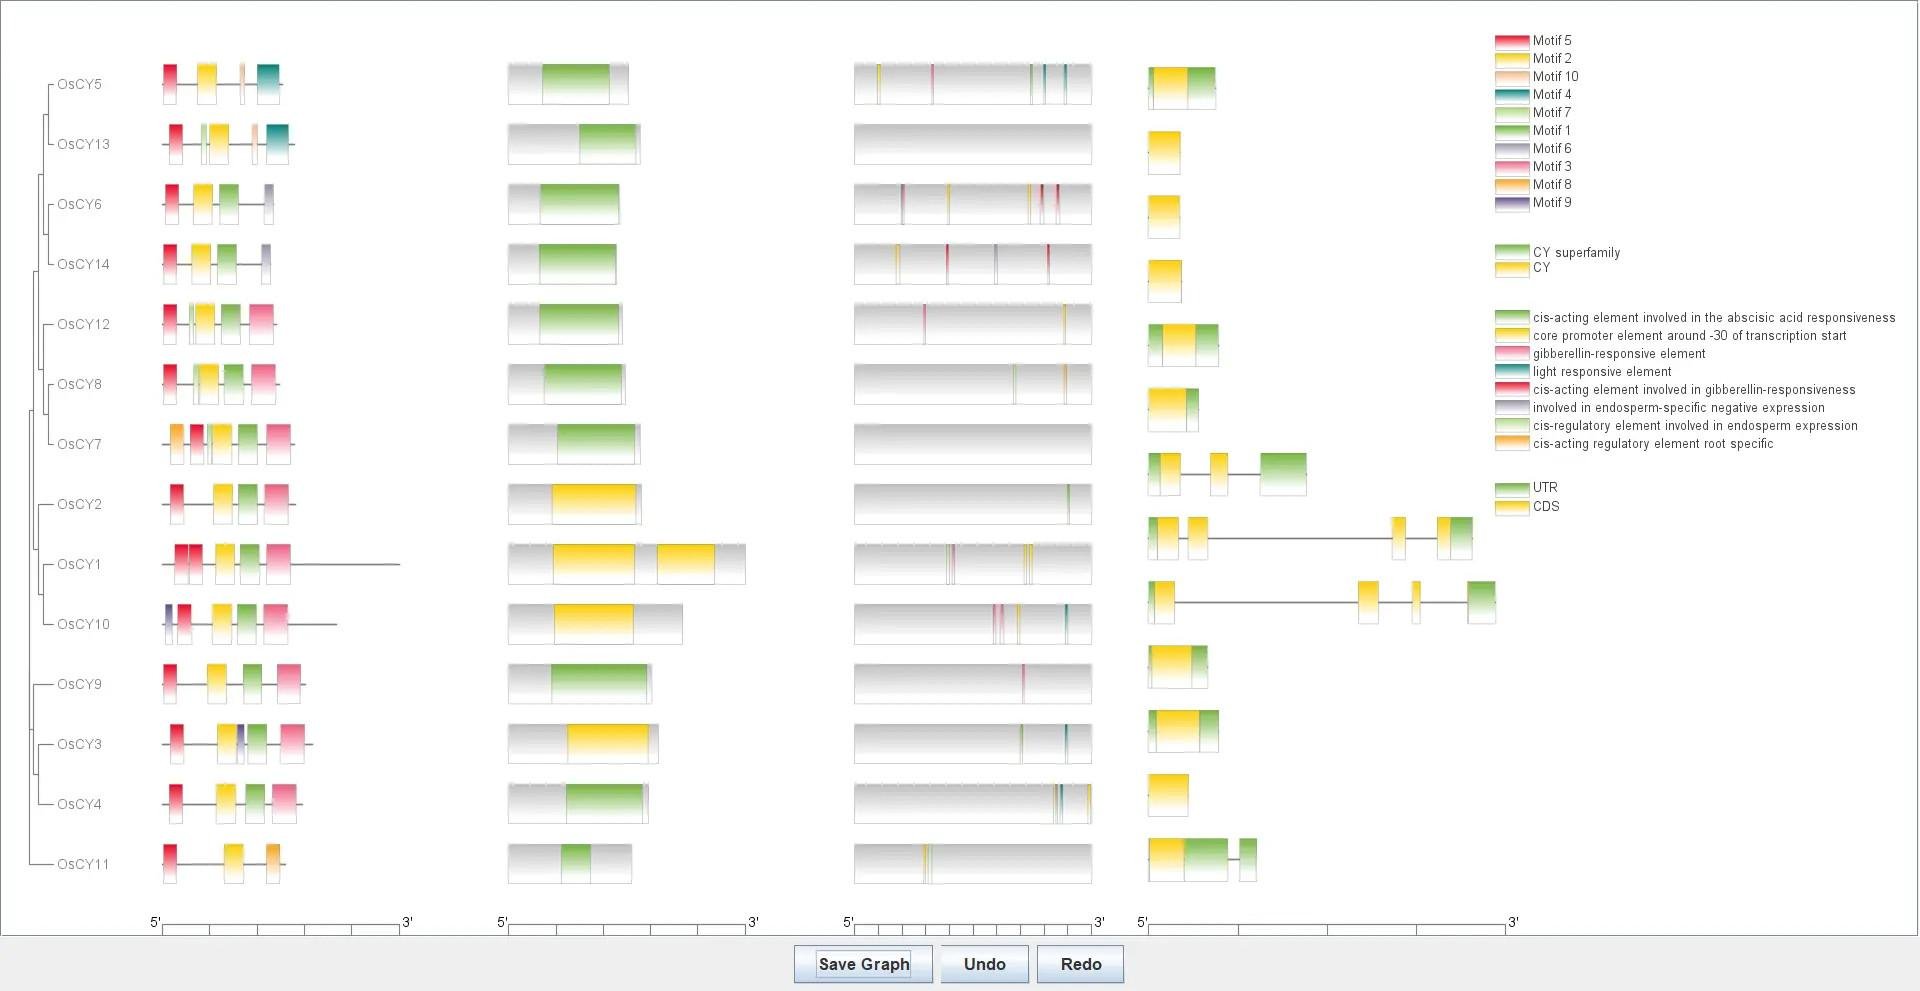 OsCY5
OsCY13
OsCY6
OsCY14
OsCY12
OsCY8
OsCY7
OsCY2
OsCY1
OsCY10
OsCY9
OsCY3
OsCY4
OsCY11
Motif 5
Motif 2
Motif 10
Motif 4
Motif 7
Motif 1
Motif 6
Motif 3
Motif 8
Motif 9
CY superfamily
CY
cis-acting element involved in the abscisic acid responsiveness
core promoter element around -30 of transcription start
gibberellin-responsive element
light responsive element
cis-acting element involved in gibberellin-responsiveness
involved in endosperm-specific negative expression
cis-regulatory element involved in endosperm expression
cis-acting regulatory element root specific
UTR
CDS
5' 3' 5' 3' 5' 3' 5' 3'
Save Graph Undo Redo